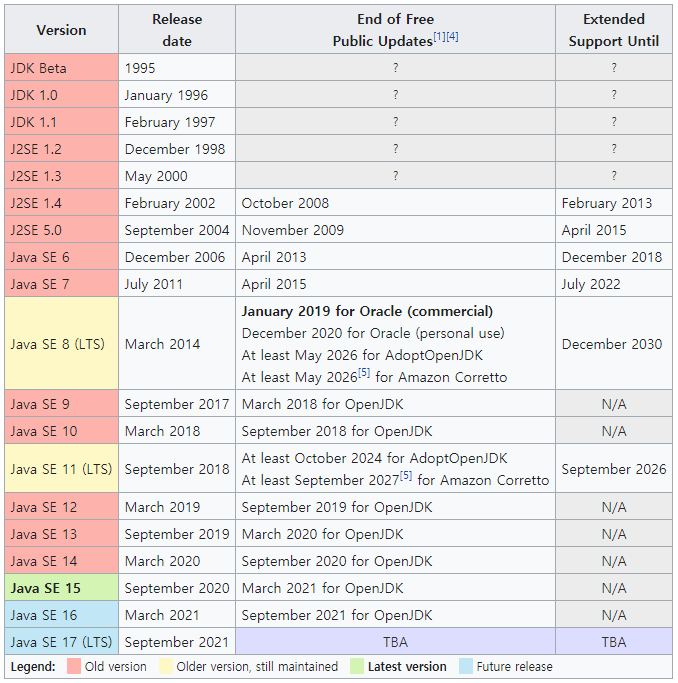 Version Release date End of Free Public Updates[1][4] Extended Support Until
JDK Beta 1995 ? ?
JDK 1.0 January 1996 ? ?
JDK 1.1 February 1997 ? ?
J2SE 1.2 December 1998 ? ?
J2SE 1.3 May 2000 ? ?
J2SE 1.4 February 2002 October 2008 February 2013
J2SE 5.0 September 2004 November 2009 April 2015
Java SE 6 December 2006 April 2013 December 2018
Java SE 7 July 2011 April 2015 July 2022
Java SE 8 (LTS) March 2014 January 2019 for Oracle (commercial)
December 2020 for Oracle (personal use)
At least May 2026 for AdoptOpenJDK
At least May 2026[5] for Amazon Corretto
December 2030
Java SE 9 September 2017 March 2018 for OpenJDK N/A
Java SE 10 March 2018 September 2018 for OpenJDK N/A
Java SE 11 (LTS) September 2018 At least October 2024 for AdoptOpenJDK
At least September 2027[5] for Amazon Corretto
September 2026
Java SE 12 March 2019 September 2019 for OpenJDK N/A
Java SE 13 September 2019 March 2020 for OpenJDK N/A
Java SE 14 March 2020 September 2020 for OpenJDK N/A
Java SE 15 September 2020 March 2021 for OpenJDK N/A
Java SE 16 March 2021 September 2021 for OpenJDK N/A
Java SE 17 (LTS) September 2021 TBA TBA
Legend: Old version Older version, still maintained Latest version Future release